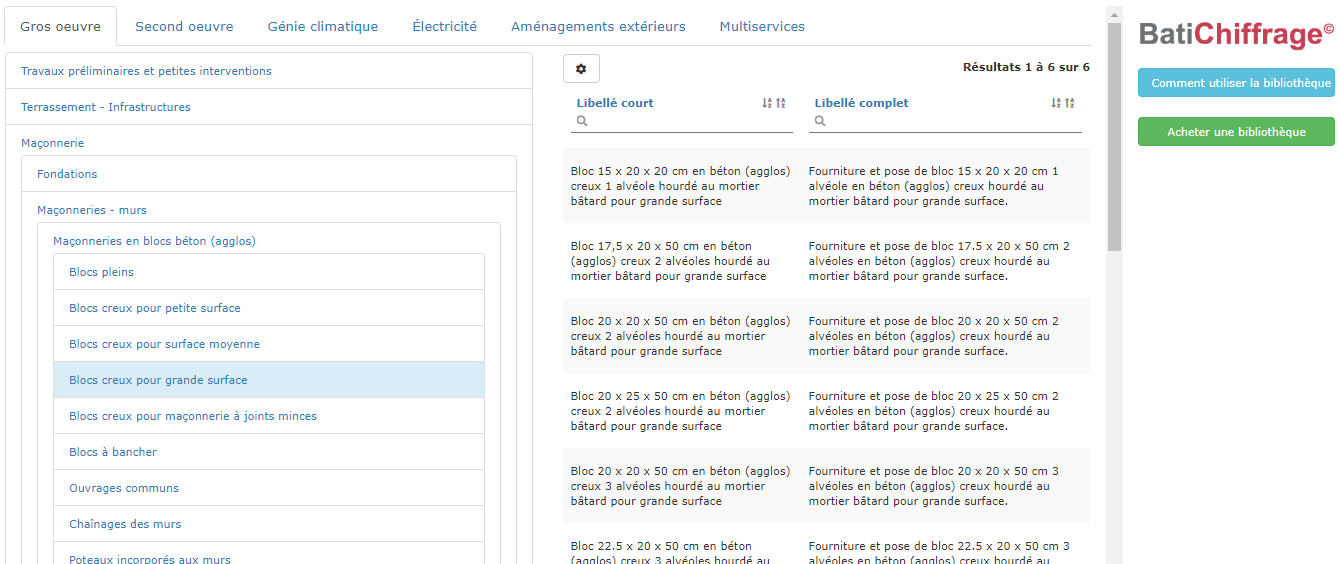 Gros oeuvre
Second oeuvre
Génie climatique
Électricité
Aménagements extérieurs
Multiservices
Travaux préliminaires et petites interventions
Terrassement - Infrastructures
Maçonnerie
Fondations
Maçonneries - murs
Maçonneries en blocs béton (agglos)
Blocs pleins
Blocs creux pour petite surface
Blocs creux pour surface moyenne
Blocs creux pour grande surface
Blocs creux pour maçonnerie à joints minces
Blocs à bancher
Ouvrages communs
Chaînages des murs
Poteaux incorporés aux murs
Résultats 1 à 6 sur 6
Libellé court
Libellé complet
Bloc 15 x 20 x 20 cm en béton (agglos)
creux 1 alvéole hourdé au mortier
bâtard pour grande surface
Fourniture et pose de bloc 15 x 20 x 20 cm 1
alvéole en béton (agglos) creux hourdé au
mortier bâtard pour grande surface.
Bloc 17,5 x 20 x 50 cm en béton
(agglos) creux 2 alvéoles hourdé au
mortier bâtard pour grande surface
Fourniture et pose de bloc 17.5 x 20 x 50 cm 2
alvéoles en béton (agglos) creux hourdé au
mortier bâtard pour grande surface.
Bloc 20 x 20 x 50 cm en béton (agglos)
creux 2 alvéoles hourdé au mortier
bâtard pour grande surface
Fourniture et pose de bloc 20 x 20 x 50 cm 2
alvéoles en béton (agglos) creux hourdé au
mortier bâtard pour grande surface.
Bloc 20 x 25 x 50 cm en béton (agglos)
creux 2 alvéoles hourdé au mortier
bâtard pour grande surface
Fourniture et pose de bloc 20 x 25 x 50 cm 2
alvéoles en béton (agglos) creux hourdé au
mortier bâtard pour grande surface.
Bloc 20 x 20 x 50 cm en béton (agglos)
creux 3 alvéoles hourdé au mortier
bâtard pour grande surface
Fourniture et pose de bloc 20 x 20 x 50 cm 3
alvéoles en béton (agglos) creux hourdé au
mortier bâtard pour grande surface.
Bloc 22.5 x 20 x 50 cm en béton
(agglos) creux 3 alvéoles hourdé au
Fourniture et pose de bloc 22.5 x 20 x 50 cm 3
alvéoles en béton (agglos) creux hourdé au
BatiChiffrage©
Comment utiliser la bibliothèque
Acheter une bibliothèque